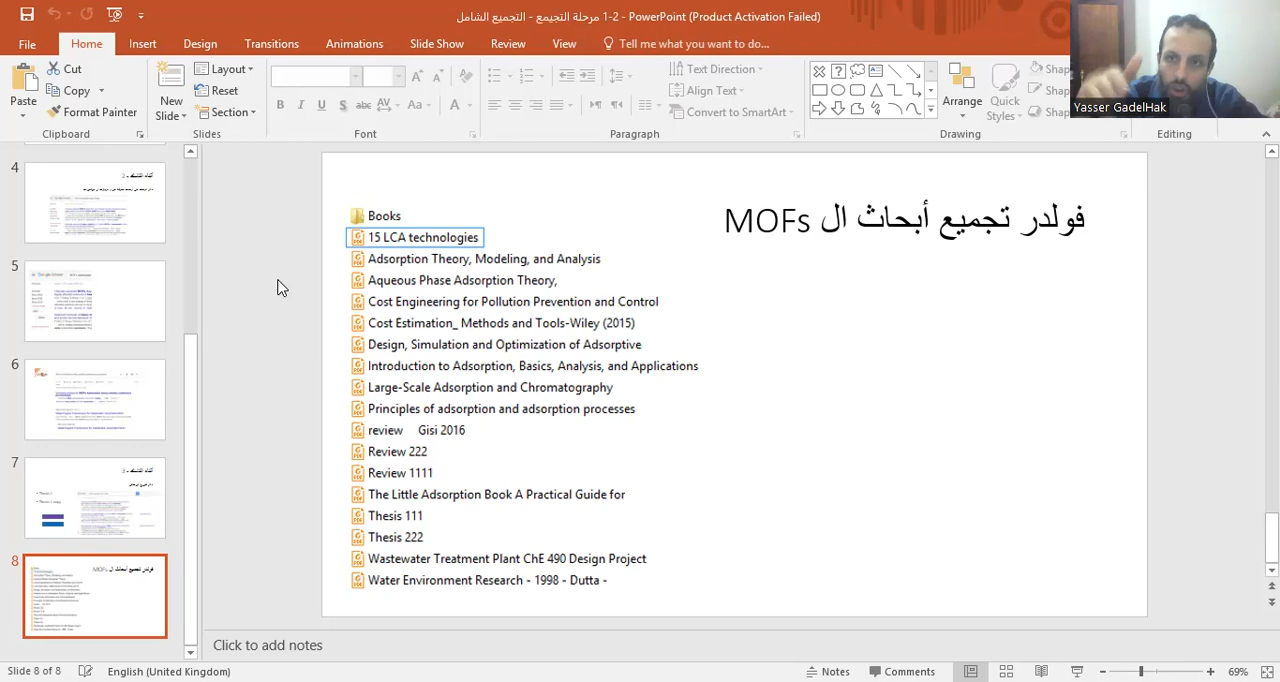 1-2 مرحلة التجيمع - التجميع الشامل - PowerPoint (Product Activation Failed)
File Home Insert Design Transitions Animations Slide Show Review View Tell me what you want to do...
Paste
Cut
Copy
Format Painter
Clipboard
New Slide
Layout
Reset
Section
Slides
Font
Text Direction
Align Text
Convert to SmartArt
Paragraph
Arrange
Quick Styles
Drawing
Editing
Yasser GadelHak
4
5
6
7
8
فولدر تجميع أبحاث ال MOFs
Books
15 LCA technologies
Adsorption Theory, Modeling, and Analysis
Aqueous Phase Adsorption Theory,
Cost Engineering for Pollution Prevention and Control
Cost Estimation_ Methods and Tools-Wiley (2015)
Design, Simulation and Optimization of Adsorptive
Introduction to Adsorption, Basics, Analysis, and Applications
Large-Scale Adsorption and Chromatography
Principles of adsorption and adsorption processes
review Gisi 2016
Review 222
Review 1111
The Little Adsorption Book A Practical Guide for
Thesis 111
Thesis 222
Wastewater Treatment Plant ChE 490 Design Project
Water Environment Research - 1998 - Dutta -
Click to add notes
Slide 8 of 8 English (United Kingdom) Notes Comments 69%